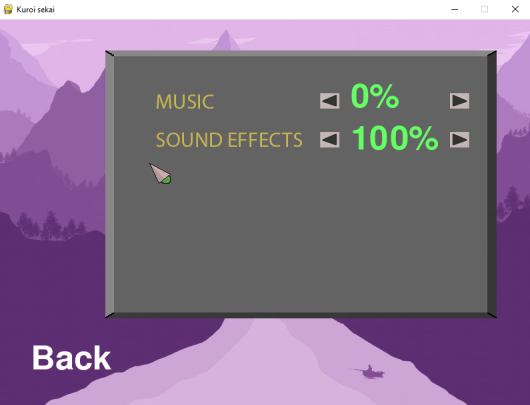 Kuroi sekai
MUSIC 0%
SOUND EFFECTS 100%
Back